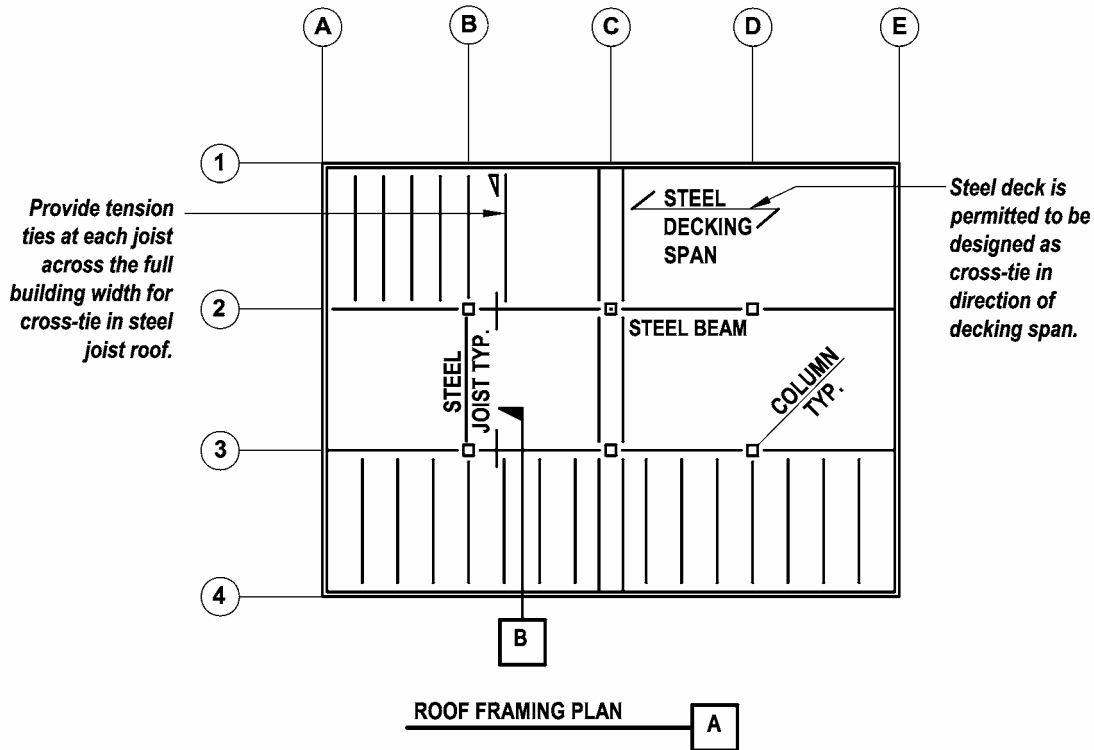 A
B
C
D
E
1
Provide tension
ties at each joist
across the full
building width for
cross-tie in steel
joist roof.
STEEL
DECKING
SPAN
Steel deck is
permitted to be
designed as
cross-tie in
direction of
decking span.
2
STEEL BEAM
STEEL
JOIST TYP.
COLUMN
TYP.
3
4
B
ROOF FRAMING PLAN
A